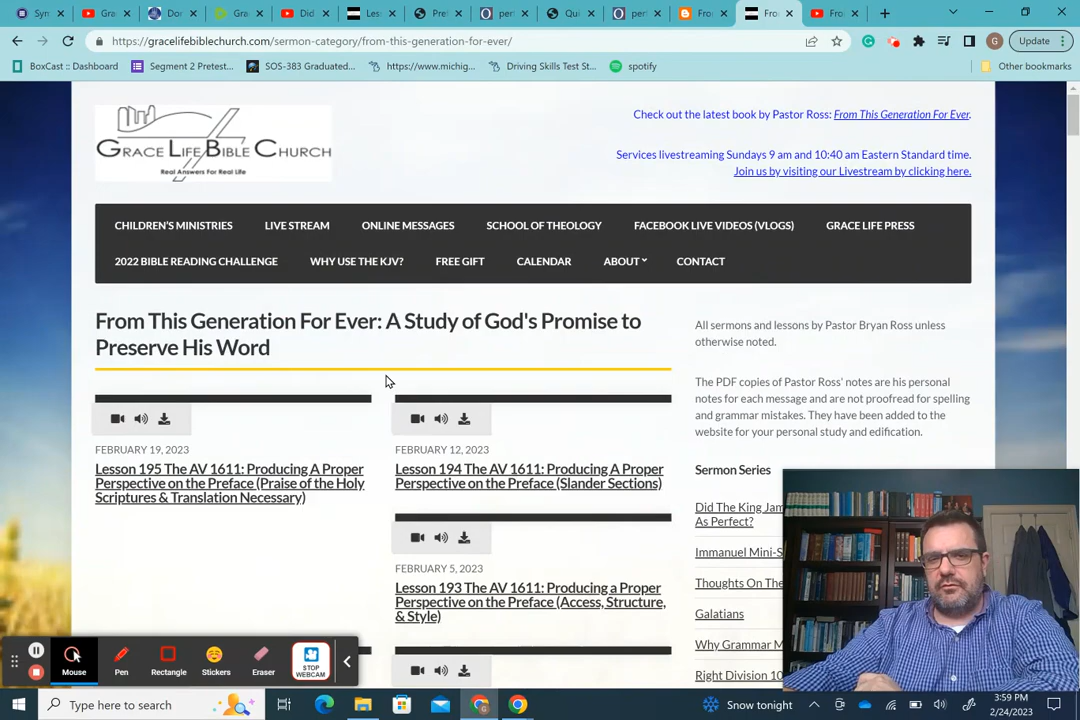 Syn
Gra
Dor
Gra
Did
Less
Pref
perf
Qui
perf
Fro
Fro
Fro
https://gracelifebiblechurch.com/sermon-category/from-this-generation-for-ever/
G
Update
BoxCast :: Dashboard
Segment 2 Pretest...
SOS-383 Graduated...
https://www.michig...
Driving Skills Test St...
spotify
Other bookmarks
GRACE LIFE BIBLE CHURCH
Real Answers For Real Life
Check out the latest book by Pastor Ross: From This Generation For Ever.
Services livestreaming Sundays 9 am and 10:40 am Eastern Standard time.
Join us by visiting our Livestream by clicking here.
CHILDREN'S MINISTRIES
LIVE STREAM
ONLINE MESSAGES
SCHOOL OF THEOLOGY
FACEBOOK LIVE VIDEOS (VLOGS)
GRACE LIFE PRESS
2022 BIBLE READING CHALLENGE
WHY USE THE KJV?
FREE GIFT
CALENDAR
ABOUT
CONTACT
From This Generation For Ever: A Study of God's Promise to
Preserve His Word
FEBRUARY 19, 2023
Lesson 195 The AV 1611: Producing A Proper
Perspective on the Preface (Praise of the Holy
Scriptures & Translation Necessary)
FEBRUARY 12, 2023
Lesson 194 The AV 1611: Producing A Proper
Perspective on the Preface (Slander Sections)
FEBRUARY 5, 2023
Lesson 193 The AV 1611: Producing a Proper
Perspective on the Preface (Access, Structure,
& Style)
All sermons and lessons by Pastor Bryan Ross unless
otherwise noted.
The PDF copies of Pastor Ross' notes are his personal
notes for each message and are not proofread for spelling
and grammar mistakes. They have been added to the
website for your personal study and edification.
Sermon Series
Did The King Jam
As Perfect?
Immanuel Mini-S
Thoughts On The
Galatians
Why Grammar M
Right Division 10
Mouse
Pen
Rectangle
Stickers
Eraser
STOP
WEBCAM
Type here to search
Snow tonight
3:59 PM
2/24/2023